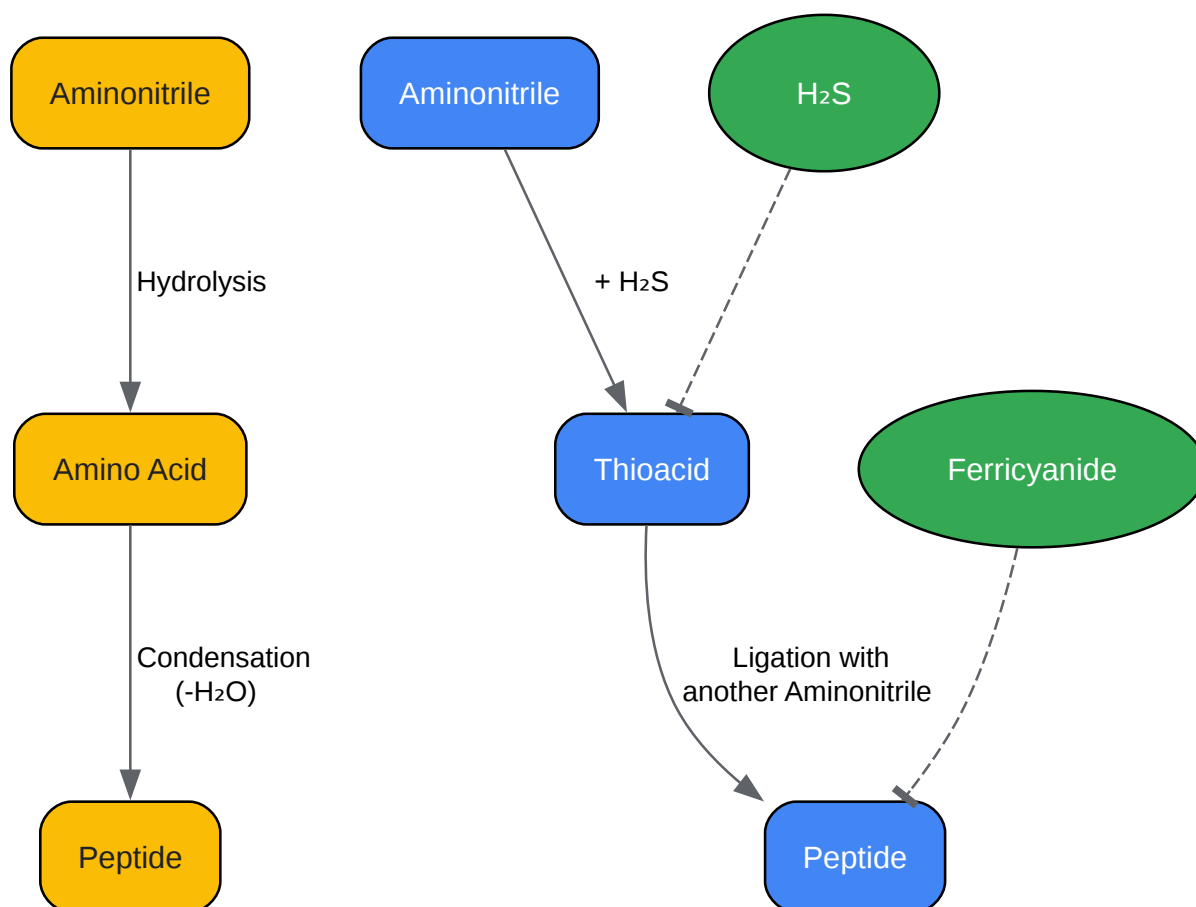 Aminonitrile
Aminonitrile
H₂S
Hydrolysis
+ H₂S
Amino Acid
Thioacid
Ferricyanide
Condensation
(-H₂O)
Ligation with
another Aminonitrile
Peptide
Peptide